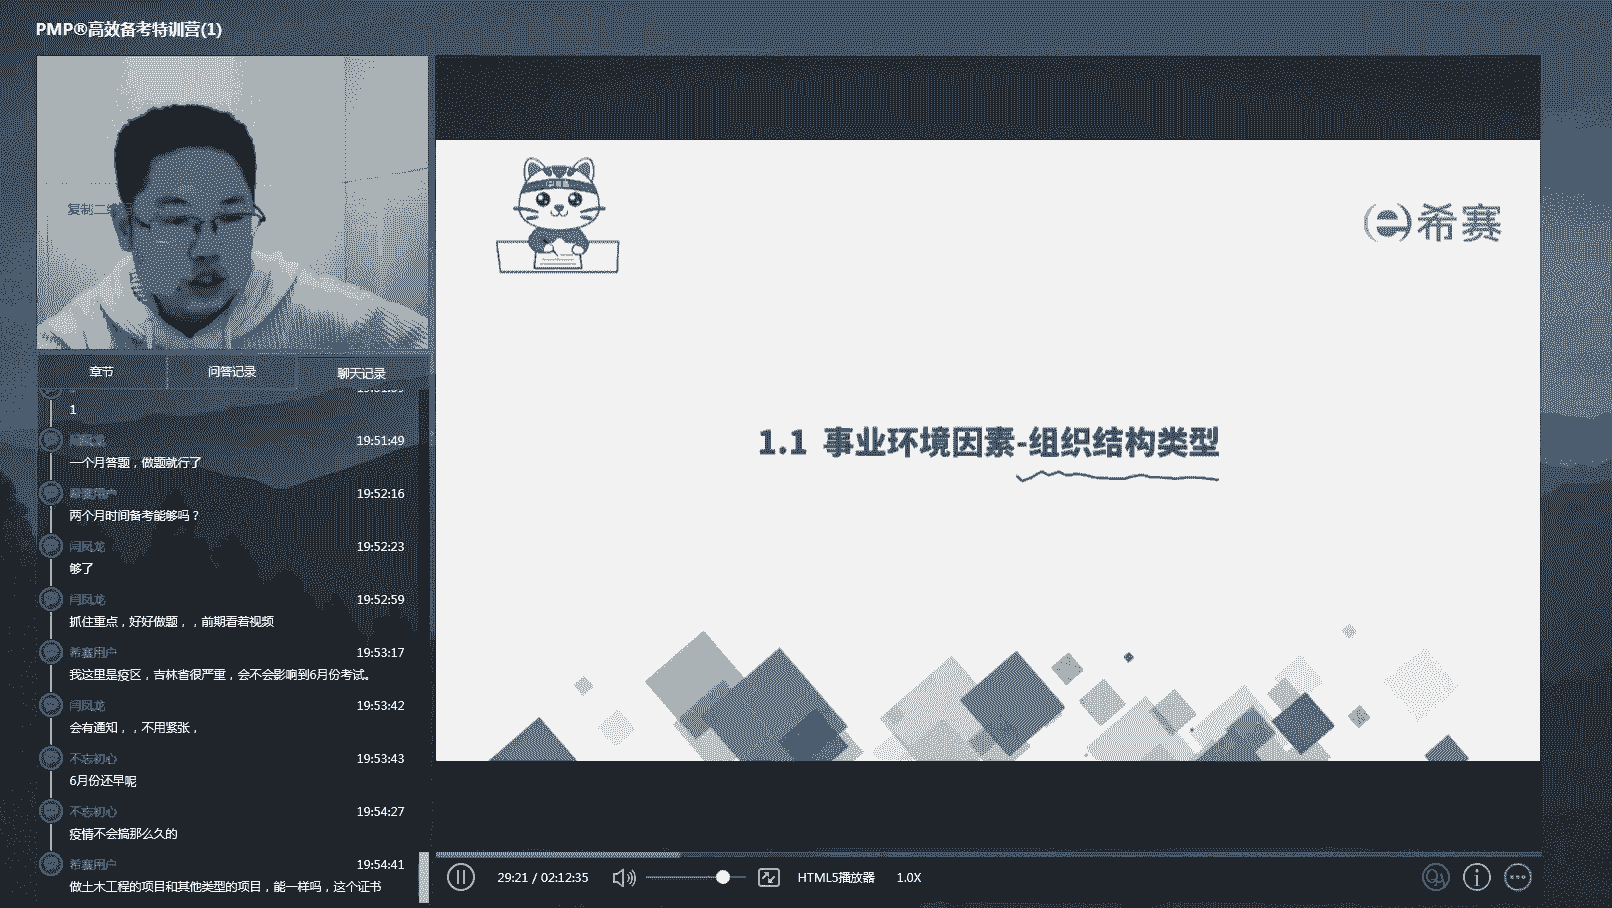 PMP®高效备考特训营(1)
复制二
章节
问答记录
聊天记录
1
19:51:49
一个月答题，做题就行了
希赛用户
19:52:16
两个月时间备考能够吗？
闫凤龙
19:52:23
够了
闫凤龙
19:52:59
抓住重点，好好做题，，前期看着视频
希赛用户
19:53:17
我这里是疫区，吉林省很严重，会不会影响到6月份考试。
闫凤龙
19:53:42
会有通知，，不用紧张，
不忘初心
19:53:43
6月份还早呢
不忘初心
19:54:27
疫情不会搞那么久的
希赛用户
19:54:41
做土木工程的项目和其他类型的项目，能一样吗，这个证书
希赛
1.1 事业环境因素-组织结构类型
29:21 / 02:12:35
HTML5播放器
1.0X